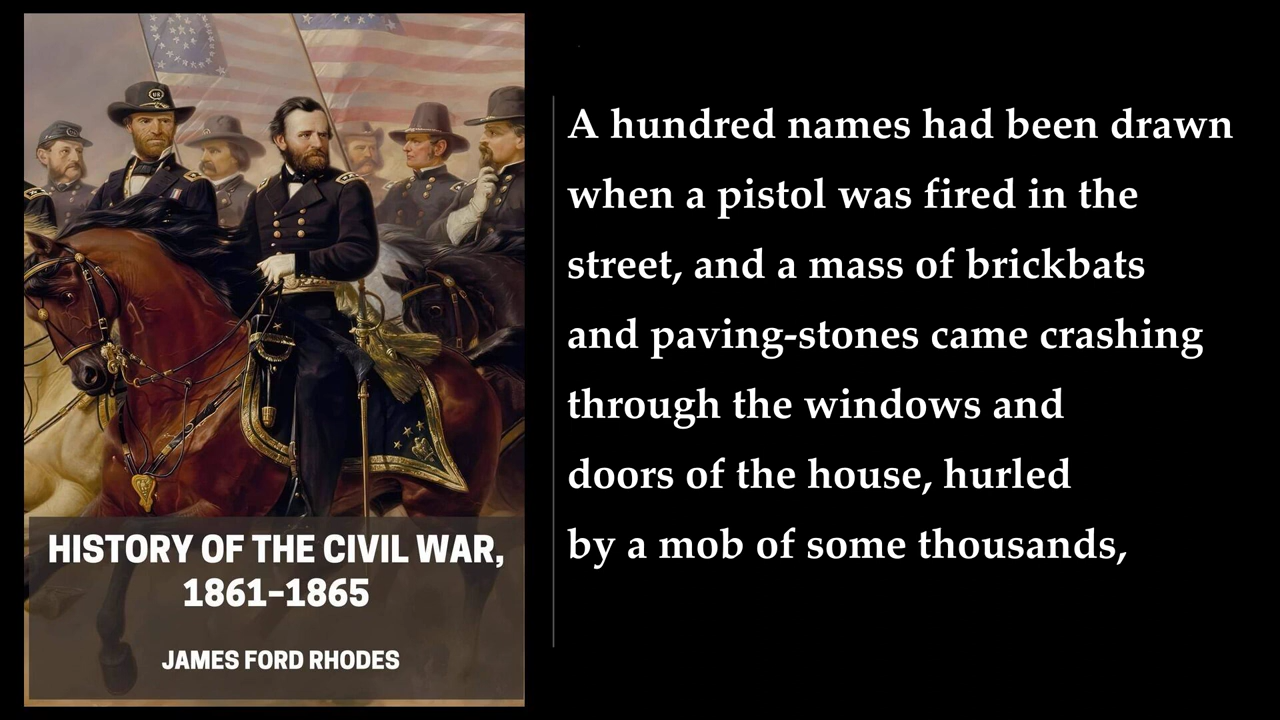 HISTORY OF THE CIVIL WAR,
1861–1865
JAMES FORD RHODES
A hundred names had been drawn
when a pistol was fired in the
street, and a mass of brickbats
and paving-stones came crashing
through the windows and
doors of the house, hurled
by a mob of some thousands,